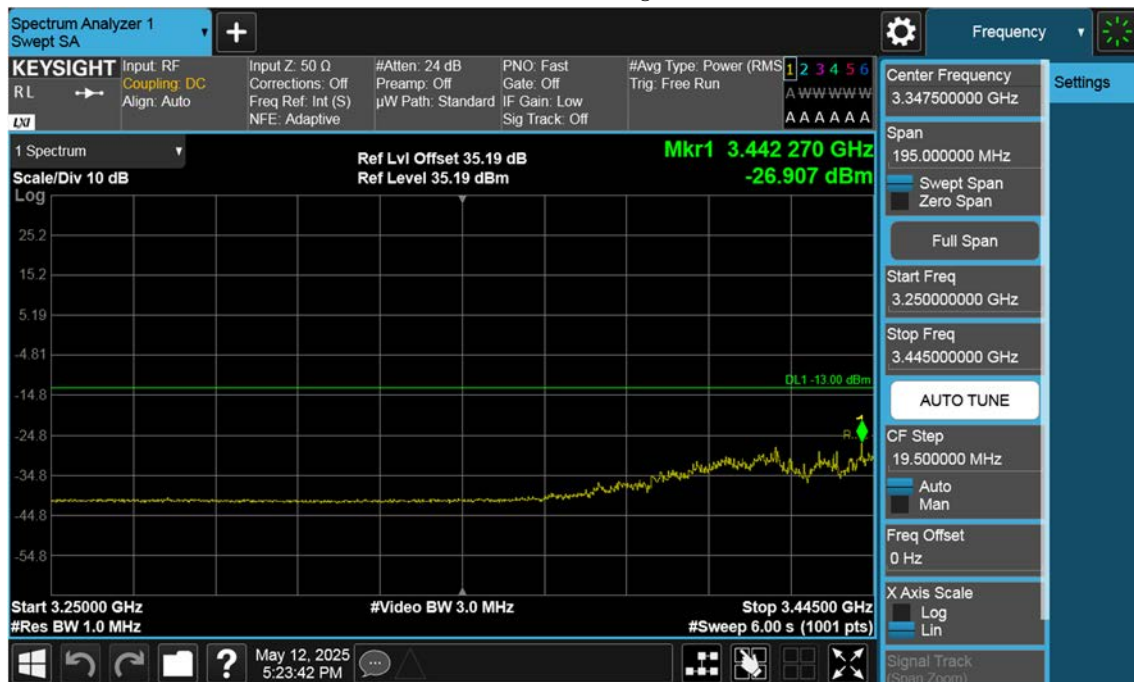 Spectrum Analyzer 1
Swept SA
Frequency
KEYSIGHT
RL
LXI
Input: RF
Coupling: DC
Align: Auto
Input Z: 50 Ω
Corrections: Off
Freq Ref: Int (S)
NFE: Adaptive
#Atten: 24 dB
Preamp: Off
µW Path: Standard
PNO: Fast
Gate: Off
IF Gain: Low
Sig Track: Off
#Avg Type: Power (RMS
Trig: Free Run
1 2 3 4 5 6
A W W W W W
A A A A A A
1 Spectrum
Scale/Div 10 dB
Ref Lvl Offset 35.19 dB
Ref Level 35.19 dBm
Mkr1 3.442 270 GHz
-26.907 dBm
Log
25.2
15.2
5.19
-4.81
-14.8
-24.8
-34.8
-44.8
-54.8
DL1 -13.00 dBm
1
Start 3.25000 GHz
#Res BW 1.0 MHz
#Video BW 3.0 MHz
Stop 3.44500 GHz
#Sweep 6.00 s (1001 pts)
Center Frequency
3.347500000 GHz
Span
195.000000 MHz
Swept Span
Zero Span
Full Span
Start Freq
3.250000000 GHz
Stop Freq
3.445000000 GHz
AUTO TUNE
CF Step
19.500000 MHz
Auto
Man
Freq Offset
0 Hz
X Axis Scale
Log
Lin
Signal Track
(Span Zoom)
Settings
?
May 12, 2025
5:23:42 PM